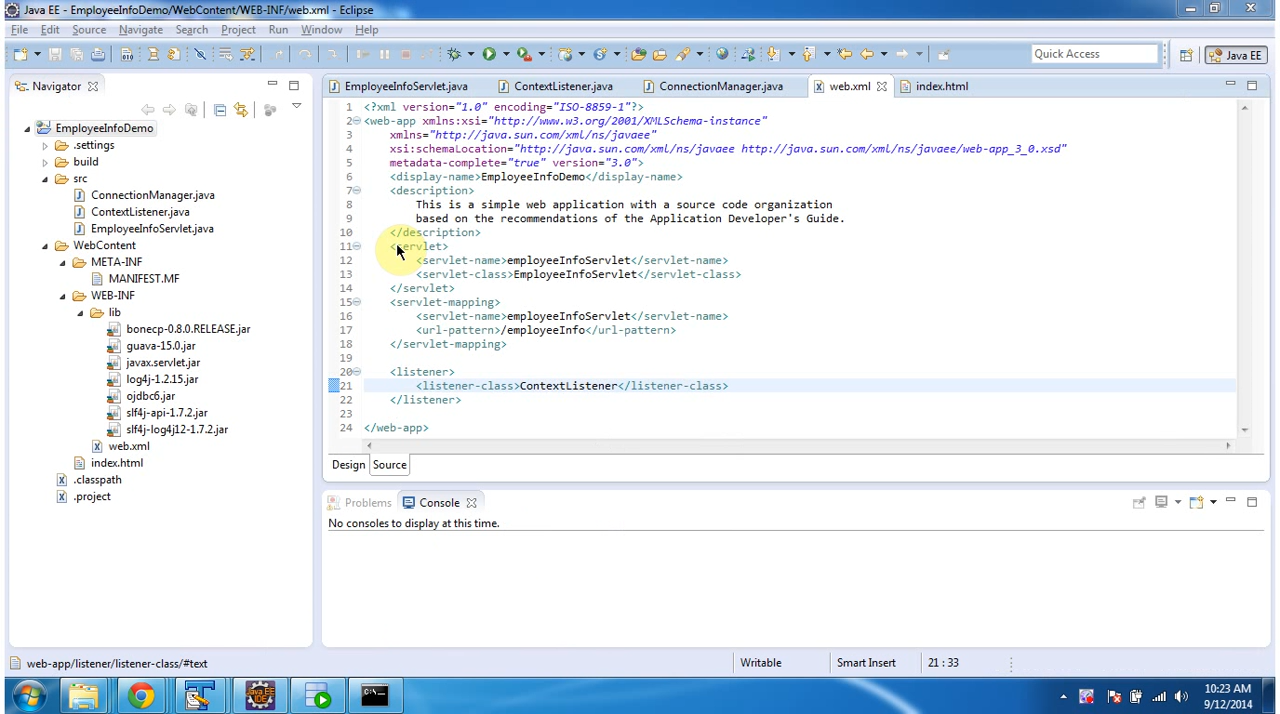 Java EE - EmployeeInfoDemo/WebContent/WEB-INF/web.xml - Eclipse
File Edit Source Navigate Search Project Run Window Help
Quick Access
Java EE
Navigator
EmployeeInfoDemo
.settings
build
src
ConnectionManager.java
ContextListener.java
EmployeeInfoServlet.java
WebContent
META-INF
MANIFEST.MF
WEB-INF
lib
bonecp-0.8.0.RELEASE.jar
guava-15.0.jar
javax.servlet.jar
log4j-1.2.15.jar
ojdbc6.jar
slf4j-api-1.7.2.jar
slf4j-log4j12-1.7.2.jar
web.xml
index.html
.classpath
.project
EmployeeInfoServlet.java ContextListener.java ConnectionManager.java web.xml index.html
1 <?xml version="1.0" encoding="ISO-8859-1"?>
2 <web-app xmlns:xsi="http://www.w3.org/2001/XMLSchema-instance"
3 xmlns="http://java.sun.com/xml/ns/javaee"
4 xsi:schemaLocation="http://java.sun.com/xml/ns/javaee http://java.sun.com/xml/ns/javaee/web-app_3_0.xsd"
5 metadata-complete="true" version="3.0">
6 <display-name>EmployeeInfoDemo</display-name>
7 <description>
8 This is a simple web application with a source code organization
9 based on the recommendations of the Application Developer's Guide.
10 </description>
11 <servlet>
12 <servlet-name>employeeInfoServlet</servlet-name>
13 <servlet-class>EmployeeInfoServlet</servlet-class>
14 </servlet>
15 <servlet-mapping>
16 <servlet-name>employeeInfoServlet</servlet-name>
17 <url-pattern>/employeeInfo</url-pattern>
18 </servlet-mapping>
19
20 <listener>
21 <listener-class>ContextListener</listener-class>
22 </listener>
23
24 </web-app>
Design Source
Problems Console
No consoles to display at this time.
web-app/listener/listener-class/#text
Writable
Smart Insert
21 : 33
Java EE
IDE
10:23 AM
9/12/2014